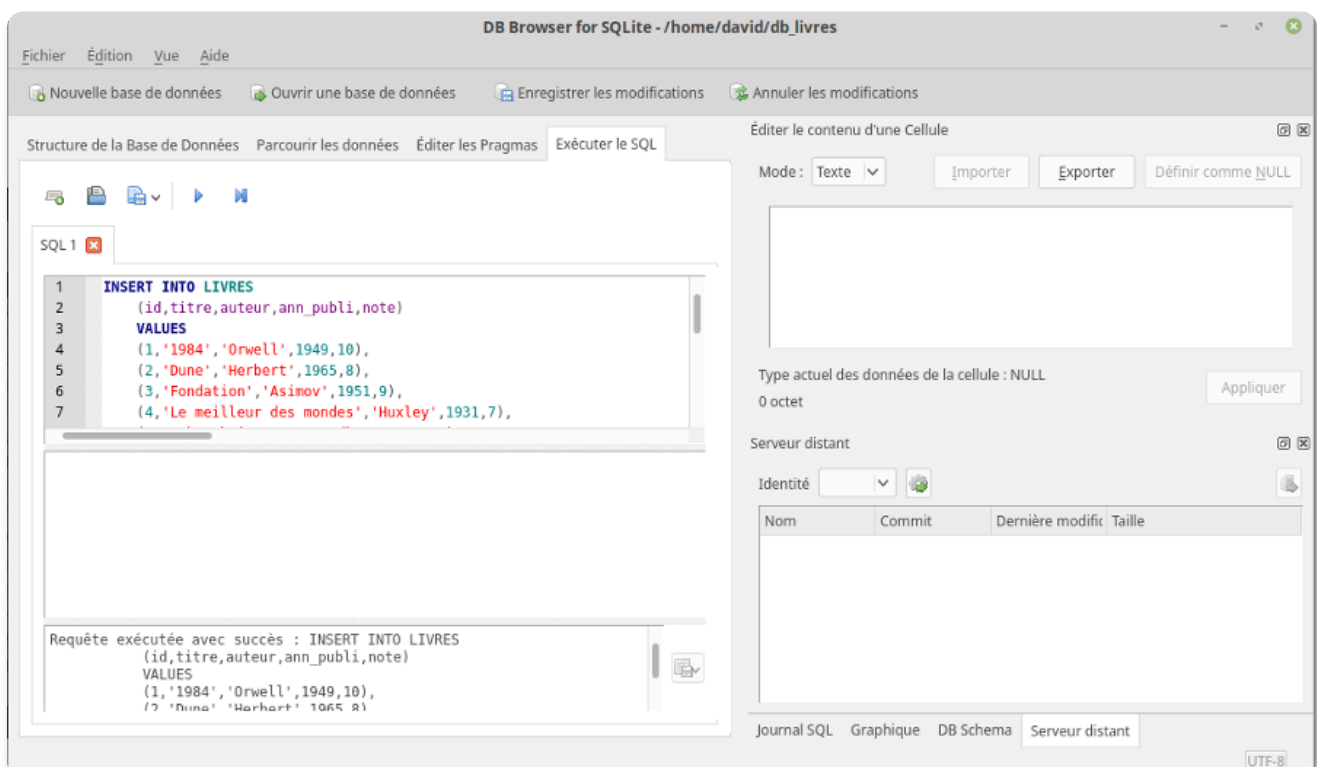 DB Browser for SQLite - /home/david/db_livres
Fichier Édition Vue Aide
Nouvelle base de données Ouvrir une base de données Enregistrer les modifications Annuler les modifications
Structure de la Base de Données Parcourir les données Éditer les Pragmas Exécuter le SQL
SQL 1
1 INSERT INTO LIVRES
2 (id,titre,auteur,ann_publi,note)
3 VALUES
4 (1,'1984','Orwell',1949,10),
5 (2,'Dune','Herbert',1965,8),
6 (3,'Fondation','Asimov',1951,9),
7 (4,'Le meilleur des mondes','Huxley',1931,7),
Requête exécutée avec succès : INSERT INTO LIVRES
(id,titre,auteur,ann_publi,note)
VALUES
(1,'1984','Orwell',1949,10),
(2,'Dune','Herbert',1965,8)
Éditer le contenu d'une Cellule
Mode : Texte Importer Exporter Définir comme NULL
Type actuel des données de la cellule : NULL
0 octet
Appliquer
Serveur distant
Identité
Nom Commit Dernière modific Taille
Journal SQL Graphique DB Schema Serveur distant
UTF-8